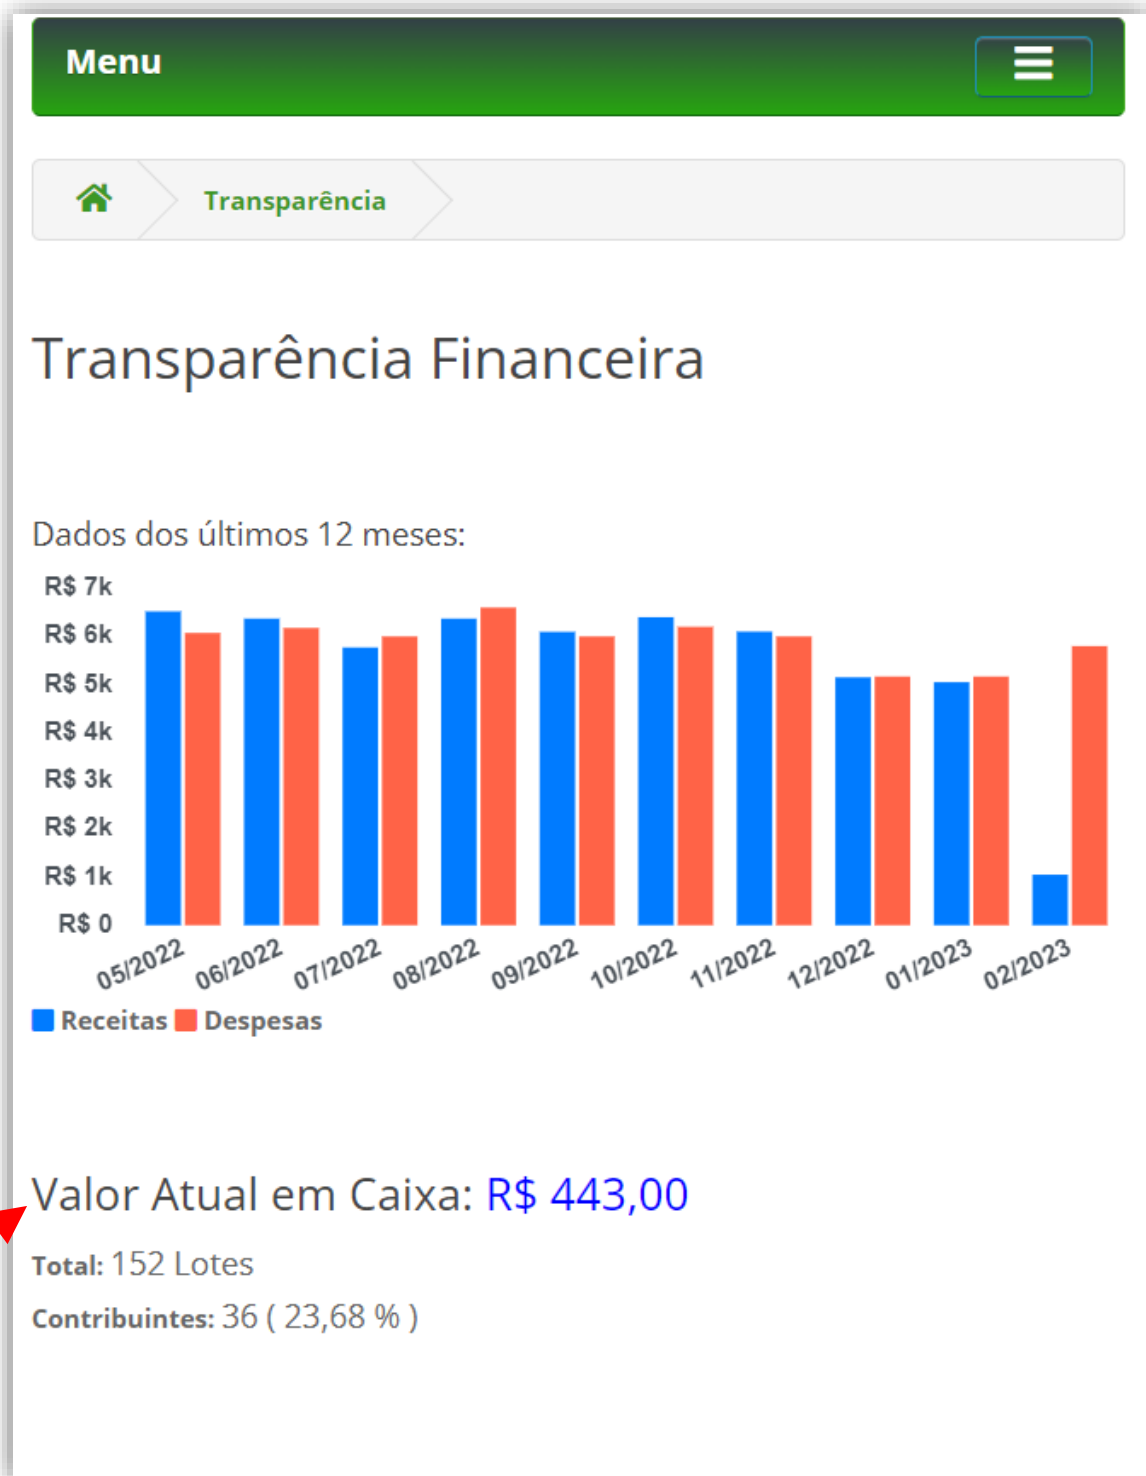 Menu
Transparência
Transparência Financeira
Dados dos últimos 12 meses:
R$ 7k
R$ 6k
R$ 5k
R$ 4k
R$ 3k
R$ 2k
R$ 1k
R$ 0
05/2022 06/2022 07/2022 08/2022 09/2022 10/2022 11/2022 12/2022 01/2023 02/2023
Receitas Despesas
Valor Atual em Caixa: R$ 443,00
Total: 152 Lotes
Contribuintes: 36 ( 23,68 % )